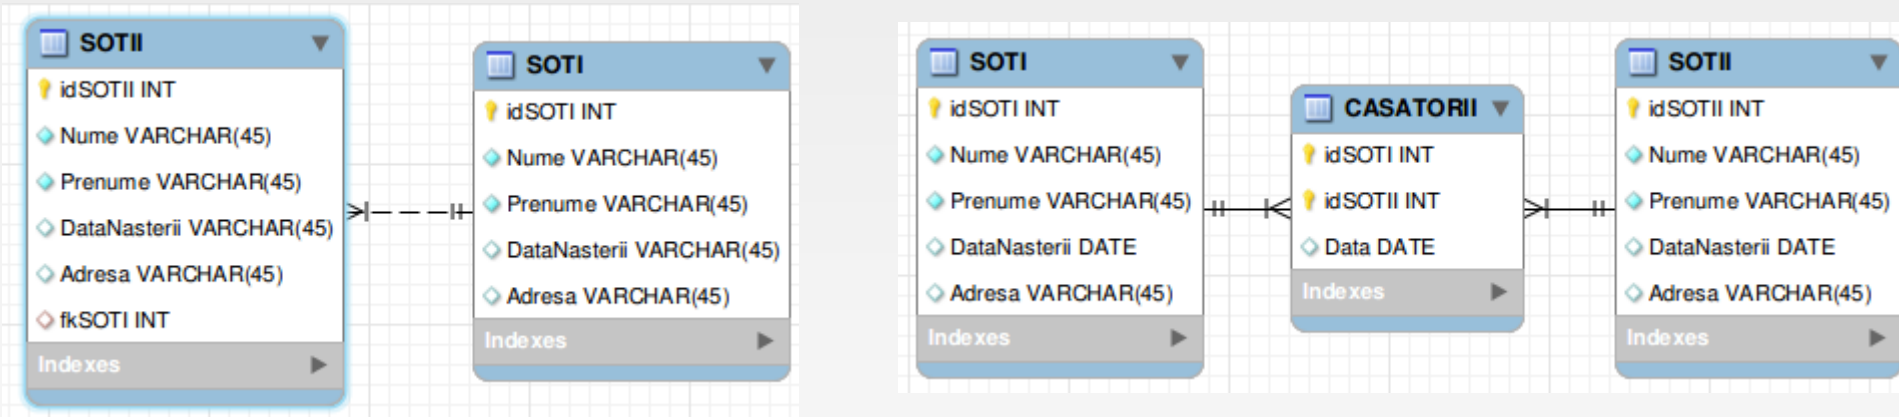 SOTII
idSOTII INT
Nume VARCHAR(45)
Prenume VARCHAR(45)
DataNasterii VARCHAR(45)
Adresa VARCHAR(45)
fkSOTI INT
Indexes
SOTI
idSOTI INT
Nume VARCHAR(45)
Prenume VARCHAR(45)
DataNasterii VARCHAR(45)
Adresa VARCHAR(45)
Indexes
SOTI
idSOTI INT
Nume VARCHAR(45)
Prenume VARCHAR(45)
DataNasterii DATE
Adresa VARCHAR(45)
Indexes
CASATORII
idSOTI INT
idSOTII INT
Data DATE
Indexes
SOTII
idSOTII INT
Nume VARCHAR(45)
Prenume VARCHAR(45)
DataNasterii DATE
Adresa VARCHAR(45)
Indexes